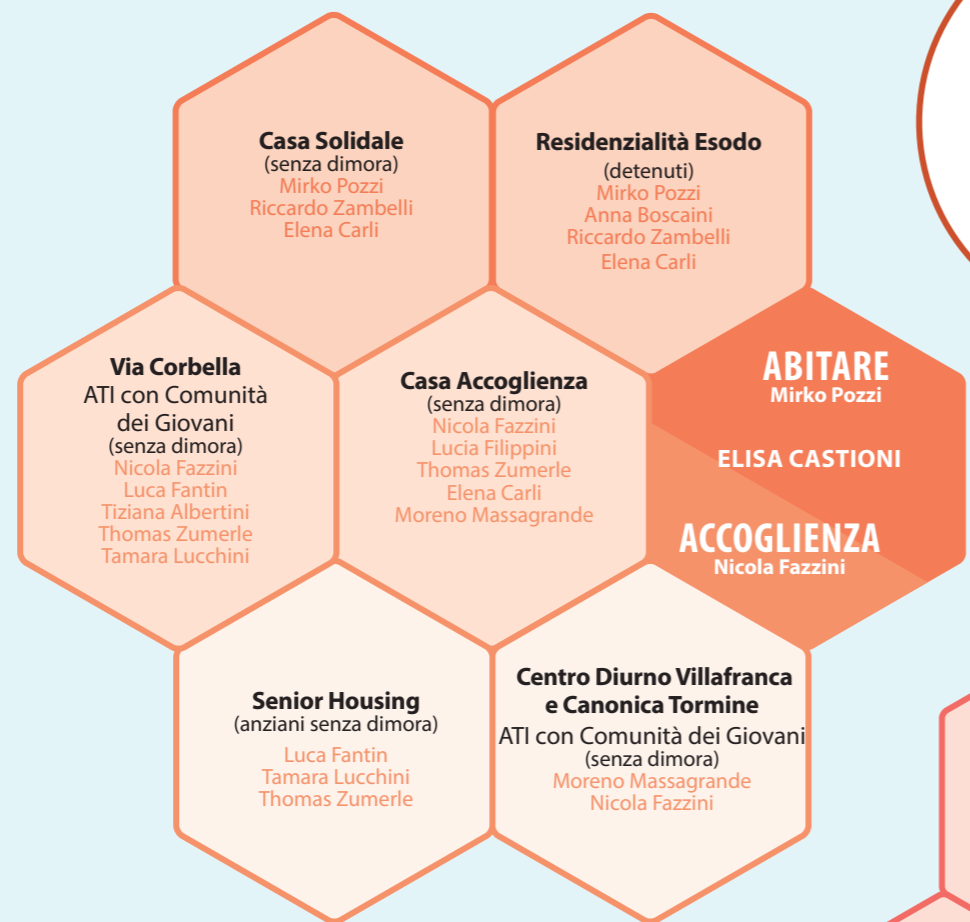 Casa Solidale
(senza dimora)
Mirko Pozzi
Riccardo Zambelli
Elena Carli
Residenzialità Esodo
(detenuti)
Mirko Pozzi
Anna Boscaini
Riccardo Zambelli
Elena Carli
Via Corbella
ATI con Comunità
dei Giovani
(senza dimora)
Nicola Fazzini
Luca Fantin
Tiziana Albertini
Thomas Zumerle
Tamara Lucchini
Casa Accoglienza
(senza dimora)
Nicola Fazzini
Lucia Filippini
Thomas Zumerle
Elena Carli
Moreno Massagrande
ABITARE
Mirko Pozzi
ELISA CASTIONI
ACCOGLIENZA
Nicola Fazzini
Senior Housing
(anziani senza dimora)
Luca Fantin
Tamara Lucchini
Thomas Zumerle
Centro Diurno Villafranca
e Canonica Tormine
ATI con Comunità dei Giovani
(senza dimora)
Moreno Massagrande
Nicola Fazzini